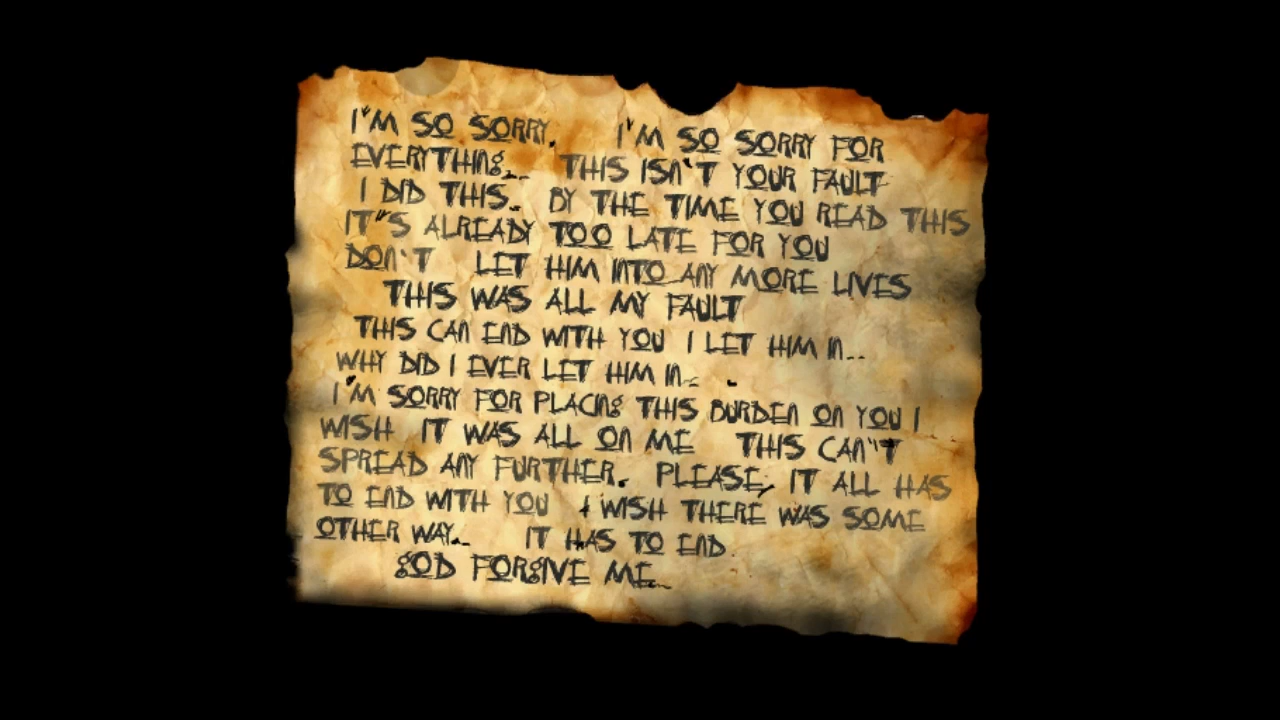 I'M SO SORRY. I'M SO SORRY FOR
EVERYTHING... THIS ISN'T YOUR FAULT
I DID THIS.. BY THE TIME YOU READ THIS
IT"S ALREADY TOO LATE FOR YOU
DON'T LET HIM INTO ANY MORE LIVES
THIS WAS ALL MY FAULT
THIS CAN END WITH YOU I LET HIM IN...
WHY DID I EVER LET HIM IN...
I'M SORRY FOR PLACING THIS BURDEN ON YOU I
WISH IT WAS ALL ON ME THIS CAN"T
SPREAD ANY FURTHER. PLEASE, IT ALL HAS
TO END WITH YOU I WISH THERE WAS SOME
OTHER WAY... IT HAS TO END.
GOD FORGIVE ME...